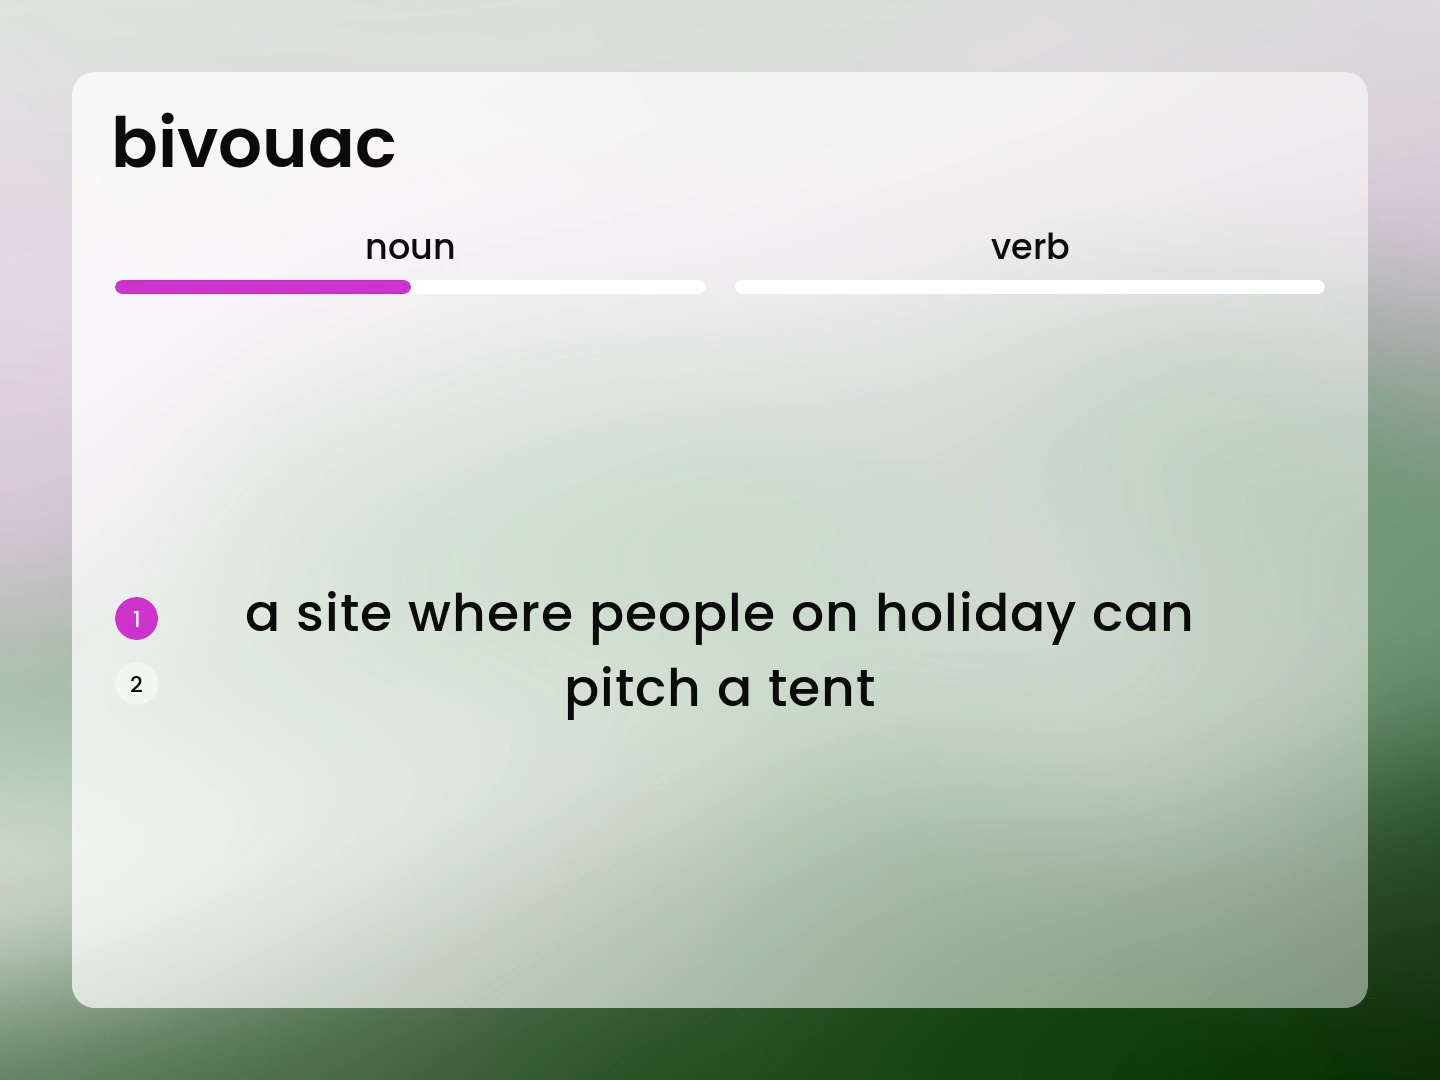 bivouac
noun
verb
1
a site where people on holiday can
pitch a tent
2